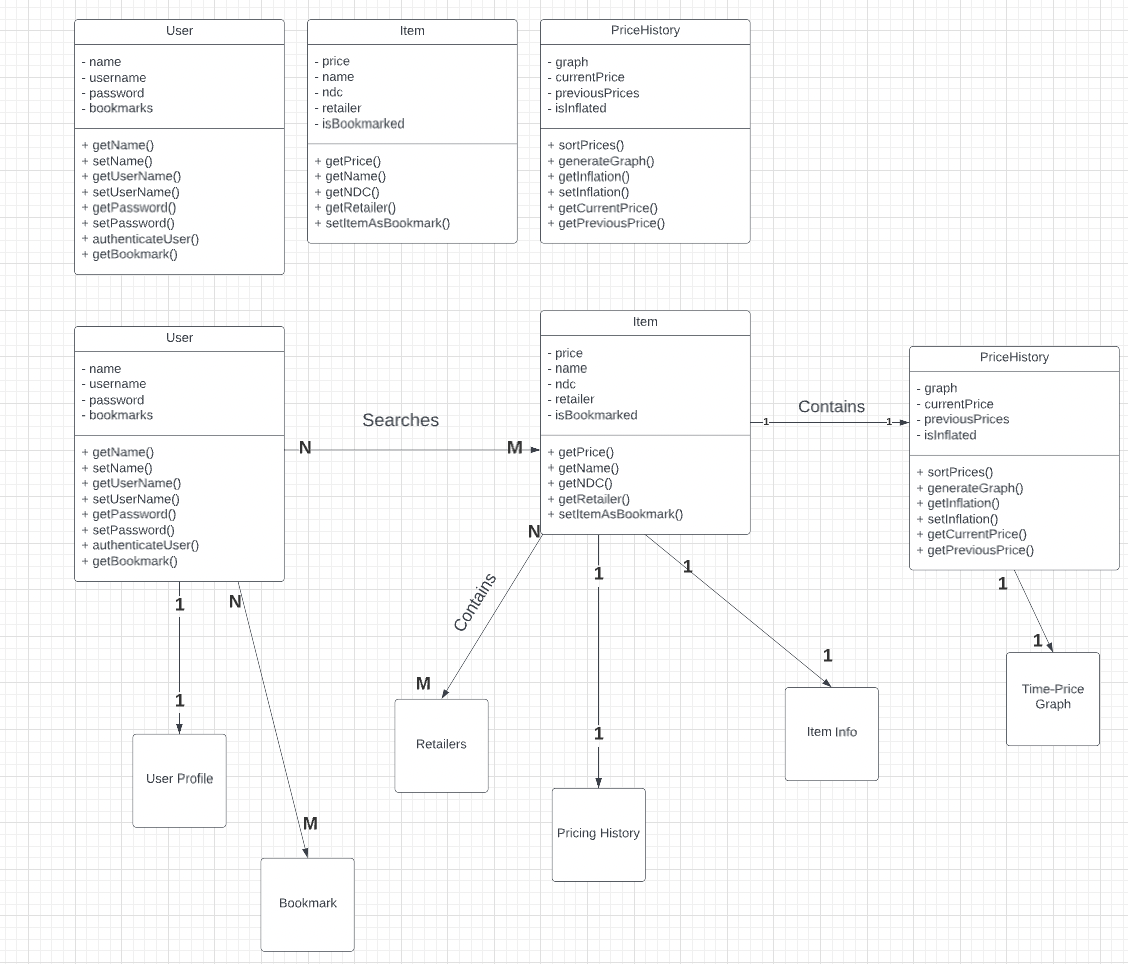 User
- name
- username
- password
- bookmarks
+ getName()
+ setName()
+ getUserName()
+ setUserName()
+ getPassword()
+ setPassword()
+ authenticateUser()
+ getBookmark()
Item
- price
- name
- ndc
- retailer
- isBookmarked
+ getPrice()
+ getName()
+ getNDC()
+ getRetailer()
+ setItemAsBookmark()
PriceHistory
- graph
- currentPrice
- previousPrices
- isInflated
+ sortPrices()
+ generateGraph()
+ getInflation()
+ setInflation()
+ getCurrentPrice()
+ getPreviousPrice()
User
- name
- username
- password
- bookmarks
+ getName()
+ setName()
+ getUserName()
+ setUserName()
+ getPassword()
+ setPassword()
+ authenticateUser()
+ getBookmark()
Searches
N
M
Item
- price
- name
- ndc
- retailer
- isBookmarked
+ getPrice()
+ getName()
+ getNDC()
+ getRetailer()
+ setItemAsBookmark()
Contains
1
1
PriceHistory
- graph
- currentPrice
- previousPrices
- isInflated
+ sortPrices()
+ generateGraph()
+ getInflation()
+ setInflation()
+ getCurrentPrice()
+ getPreviousPrice()
1
1
User Profile
N
M
Bookmark
N
Contains
M
Retailers
1
1
Pricing History
1
1
Item Info
1
1
Time-Price
Graph